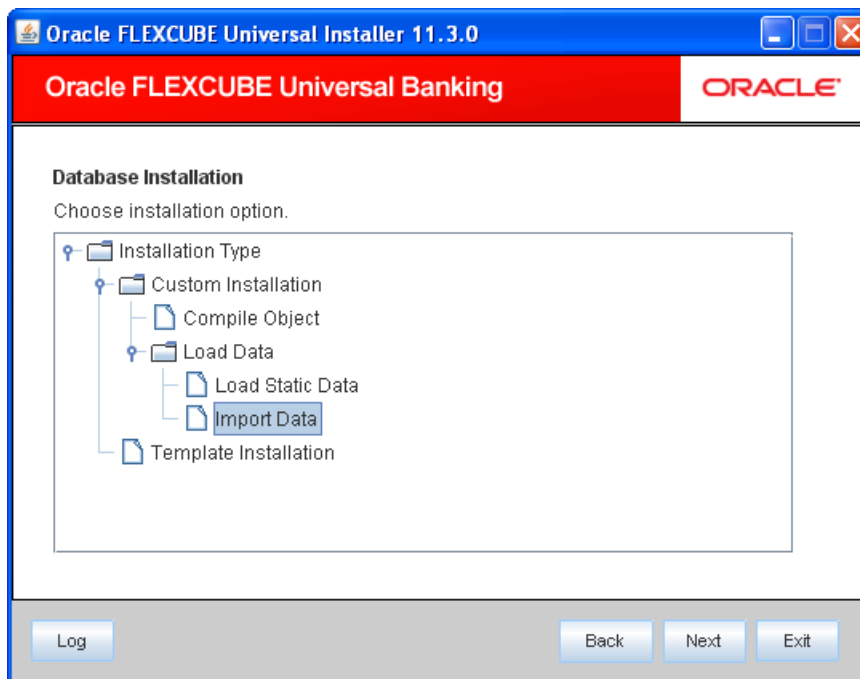 Oracle FLEXCUBE Universal Installer 11.3.0
Oracle FLEXCUBE Universal Banking
ORACLE
Database Installation
Choose installation option.
Installation Type
Custom Installation
Compile Object
Load Data
Load Static Data
Import Data
Template Installation
Log
Back
Next
Exit